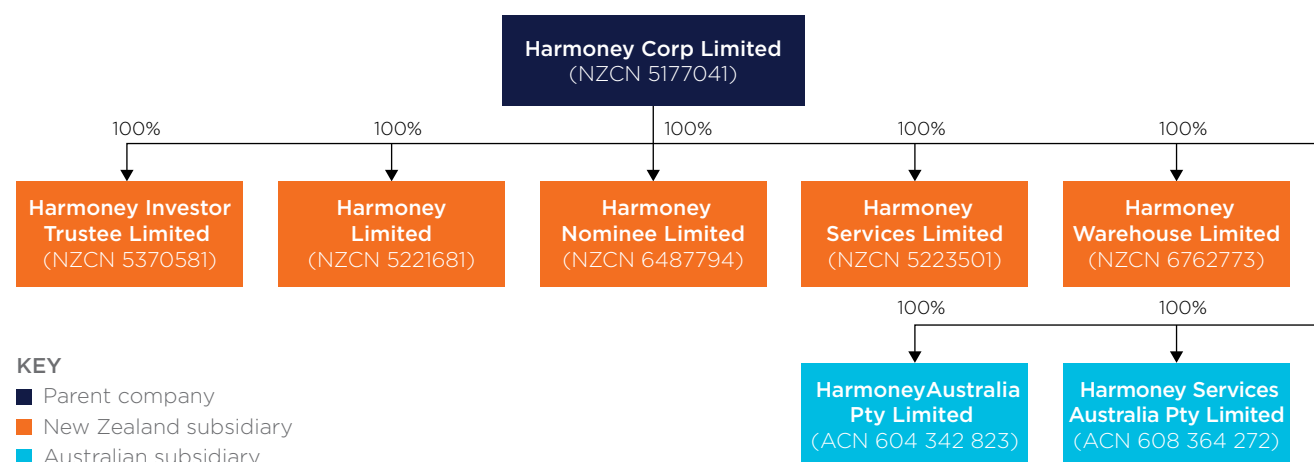 Harmoney Corp Limited
(NZCN 5177041)
100%
100%
100%
100%
100%
Harmoney Investor
Trustee Limited
(NZCN 5370581)
Harmoney
Limited
(NZCN 5221681)
Harmoney
Nominee Limited
(NZCN 6487794)
Harmoney
Services Limited
(NZCN 5223501)
Harmoney
Warehouse Limited
(NZCN 6762773)
100%
100%
HarmoneyAustralia
Pty Limited
(ACN 604 342 823)
Harmoney Services
Australia Pty Limited
(ACN 608 364 272)
KEY
Parent company
New Zealand subsidiary
Australian subsidiary